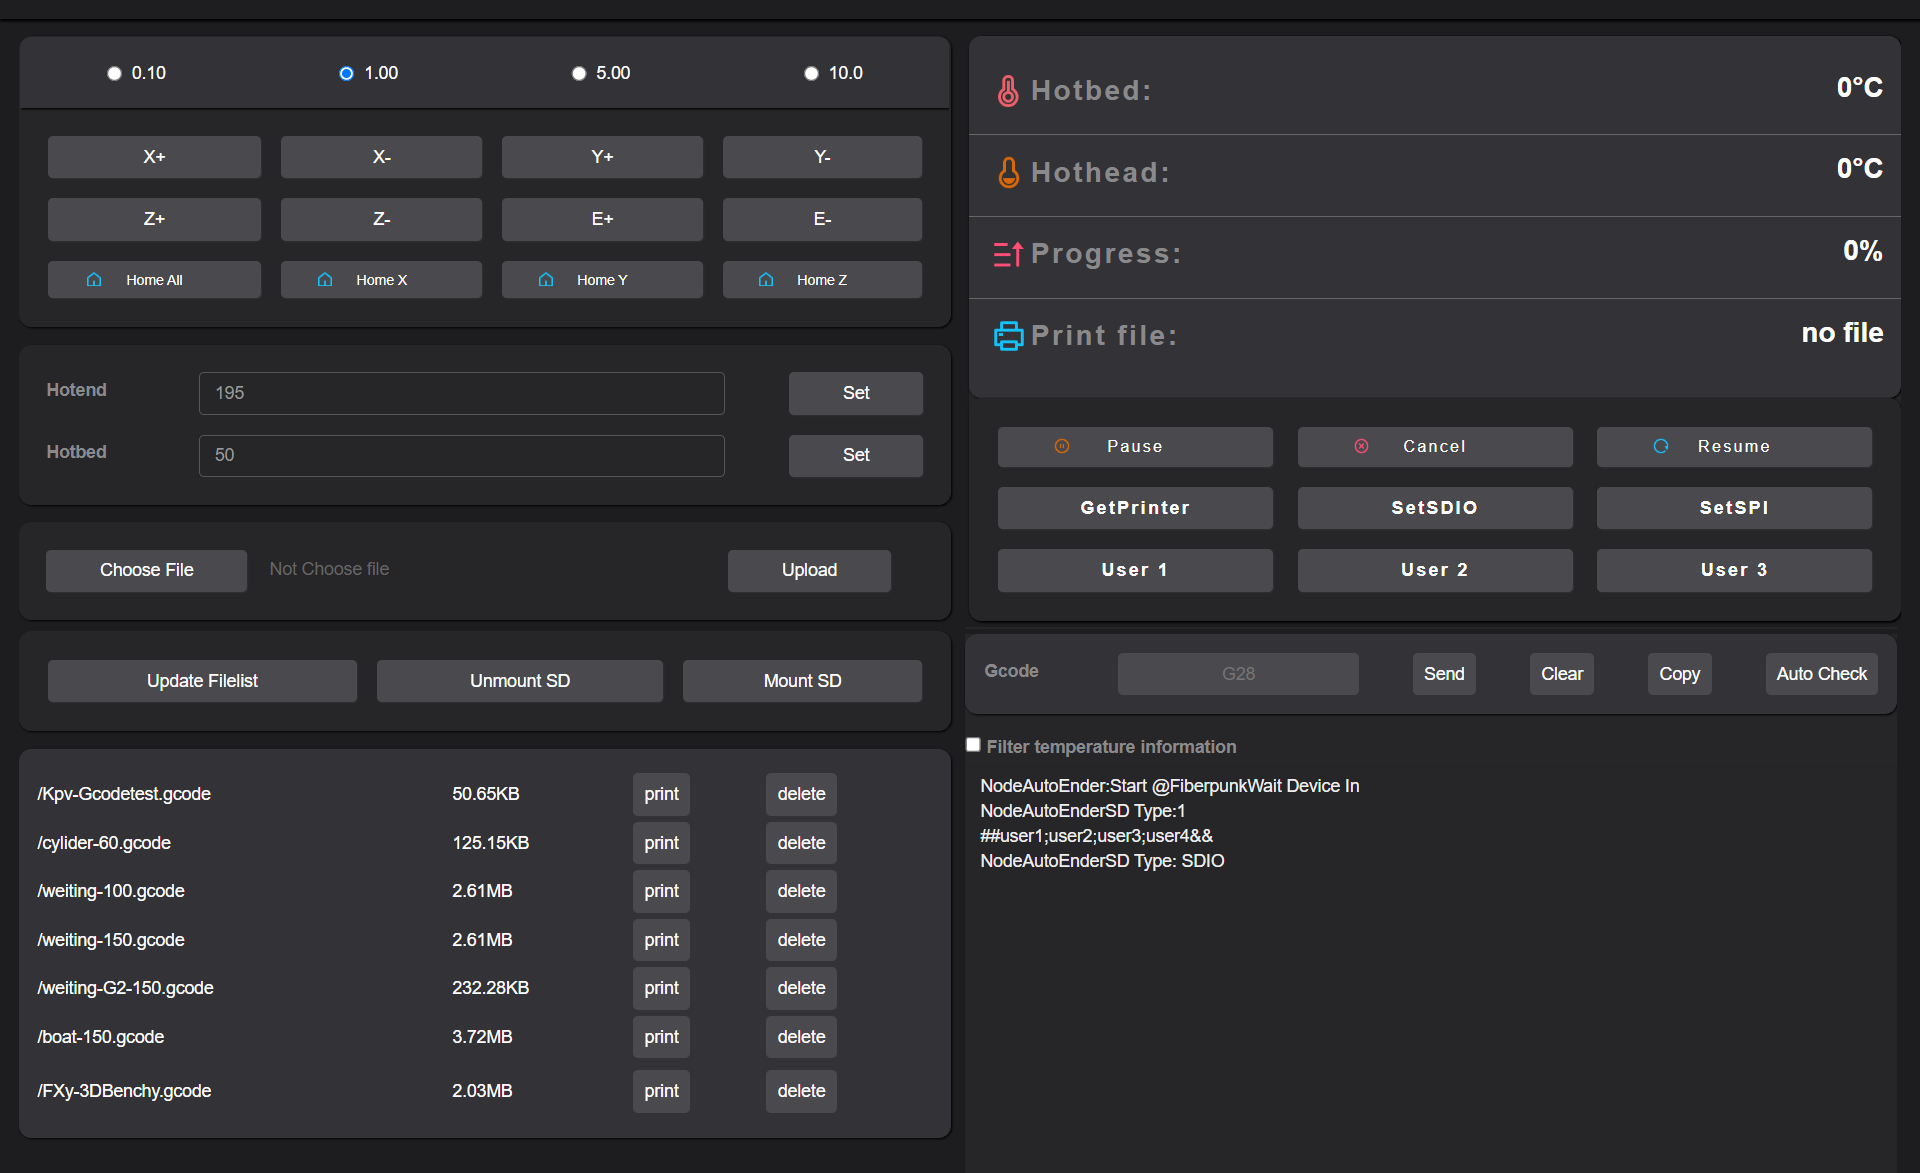 0.10 1.00 5.00 10.0
X+ X- Y+ Y-
Z+ Z- E+ E-
Home All Home X Home Y Home Z
Hotend 195 Set
Hotbed 50 Set
Choose File Not Choose file Upload
Update Filelist Unmount SD Mount SD
/Kpv-Gcodetest.gcode 50.65KB print delete
/cylider-60.gcode 125.15KB print delete
/weiting-100.gcode 2.61MB print delete
/weiting-150.gcode 2.61MB print delete
/weiting-G2-150.gcode 232.28KB print delete
/boat-150.gcode 3.72MB print delete
/FXy-3DBenchy.gcode 2.03MB print delete
Hotbed: 0°C
Hothead: 0°C
Progress: 0%
Print file: no file
Pause Cancel Resume
GetPrinter SetSDIO SetSPI
User 1 User 2 User 3
Gcode G28 Send Clear Copy Auto Check
Filter temperature information
NodeAutoEnder:Start @FiberpunkWait Device In
NodeAutoEnderSD Type:1
##user1;user2;user3;user4&&
NodeAutoEnderSD Type: SDIO